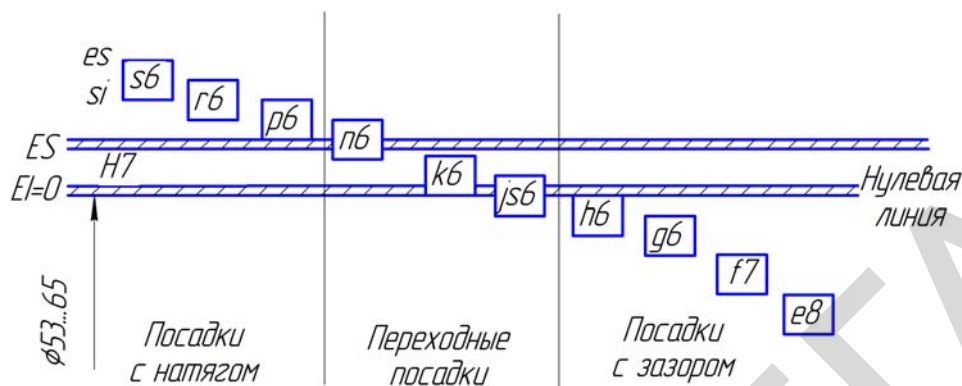 es
si
s6
r6
p6
n6
ES
H7
k6
EI=0
js6
h6
g6
f7
e8
Нулевая
линия
ϕ53...65
Посадки
с натягом
Переходные
посадки
Посадки
с зазором